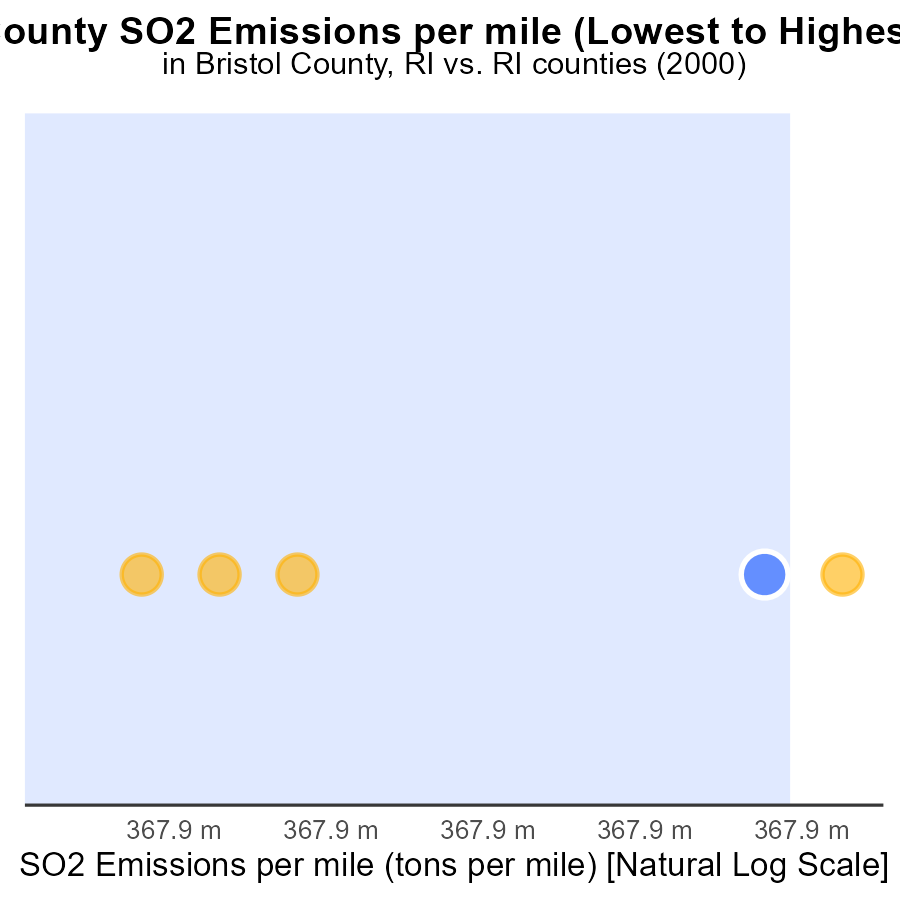 ounty SO2 Emissions per mile (Lowest to Highes
in Bristol County, RI vs. RI counties (2000)
367.9 m 367.9 m 367.9 m 367.9 m 367.9 m
SO2 Emissions per mile (tons per mile) [Natural Log Scale]